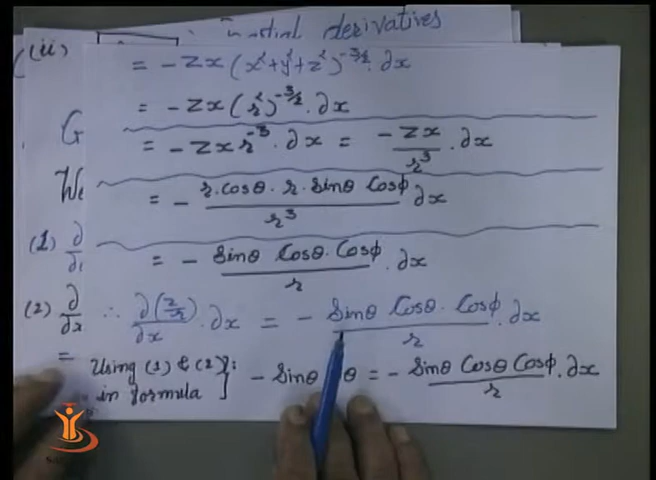 partial derivatives
(ii)
= -zx(x²+y²+z²)^{-3/2}. ∂x
= -zx(r²)^{-3/2}. ∂x
G
= -zx r^{-3}. ∂x = -zx/r³ . ∂x
We
= - r.cosθ. r. sinθ cosφ/r³ ∂x
(1) ∂
= - sinθ cosθ. cosφ/r . ∂x
(2) ∂/∂x ∴ ∂(z/r)/∂x . ∂x = - sinθ cosθ. cosφ/r . ∂x
= Using (1) & (2) in formula ] : - sinθ θ = - sinθ cosθ cosφ/r . ∂x